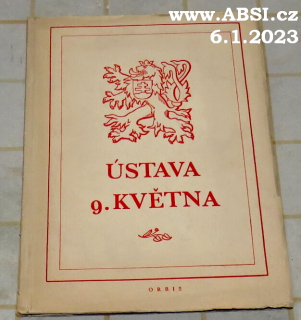 www.ABSI.cz
6.1.2023
ÚSTAVA
9. KVĚTNA
ORBIS